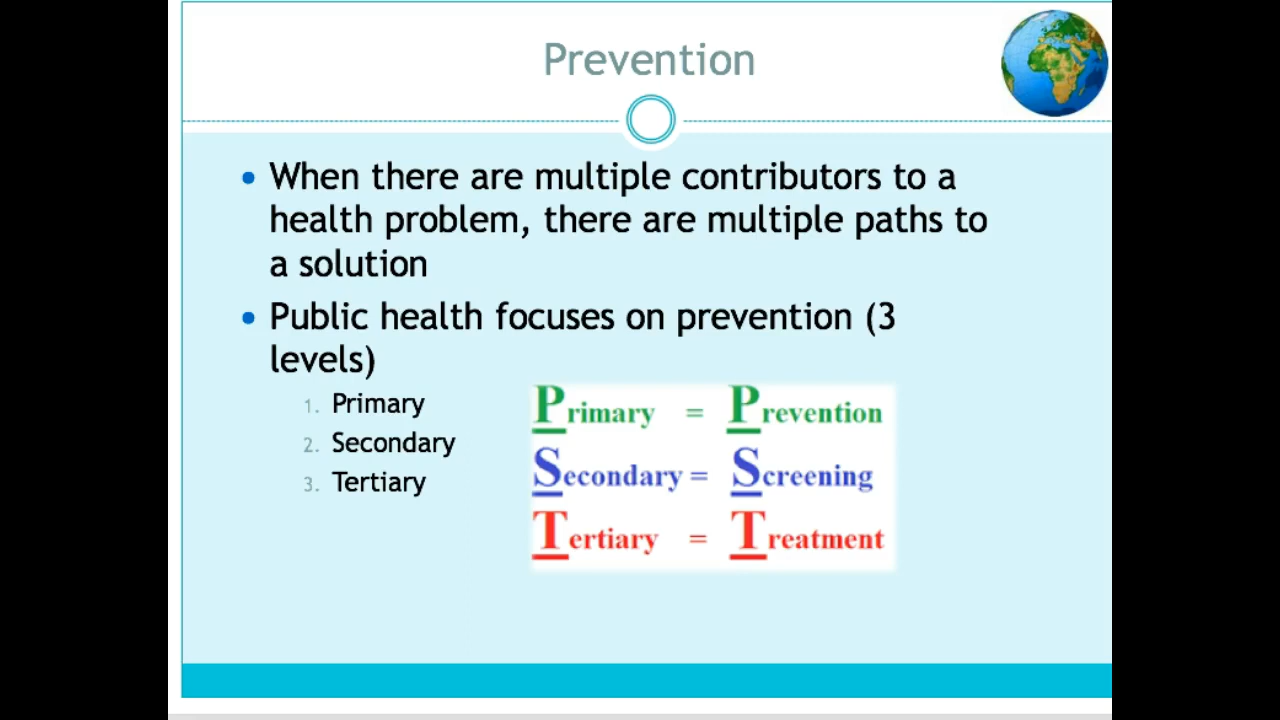 Prevention
• When there are multiple contributors to a
health problem, there are multiple paths to
a solution
• Public health focuses on prevention (3
levels)
1. Primary
2. Secondary
3. Tertiary
Primary = Prevention
Secondary = Screening
Tertiary = Treatment